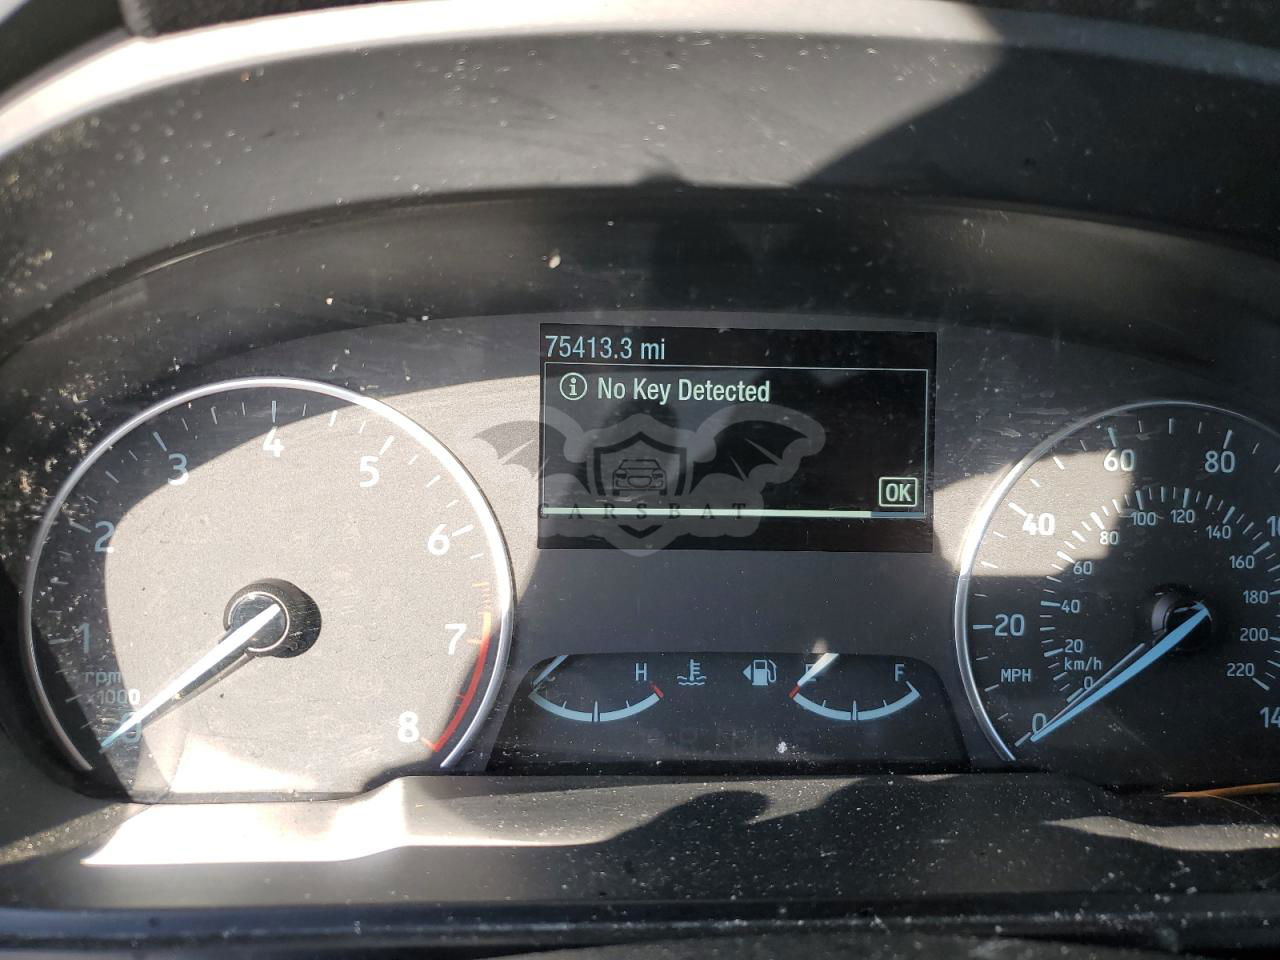 75413.3 mi
No Key Detected
OK
CARSBAT
1 2 3 4 5 6 7 8
rpm
x1000
0
H
E F
0 20 40 60 80
MPH
km/h
0 20 40 60 80 100 120 140 160 180 200 220